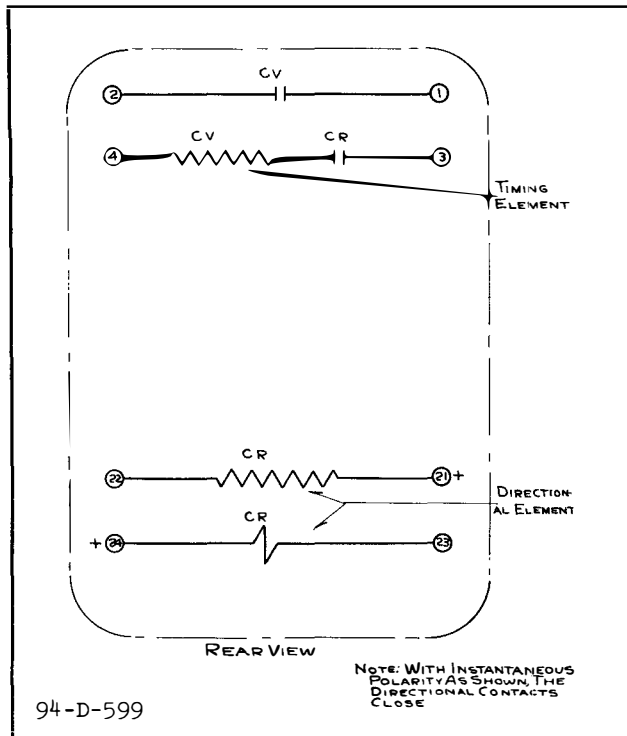 CV
2 1
CV CR
4 3
TIMING
ELEMENT
CR
22 21 +
DIRECTION-
AL ELEMENT
CR
+ 24 23
REAR VIEW
NOTE: WITH INSTANTANEOUS
POLARITY AS SHOWN, THE
DIRECTIONAL CONTACTS
CLOSE
94-D-599